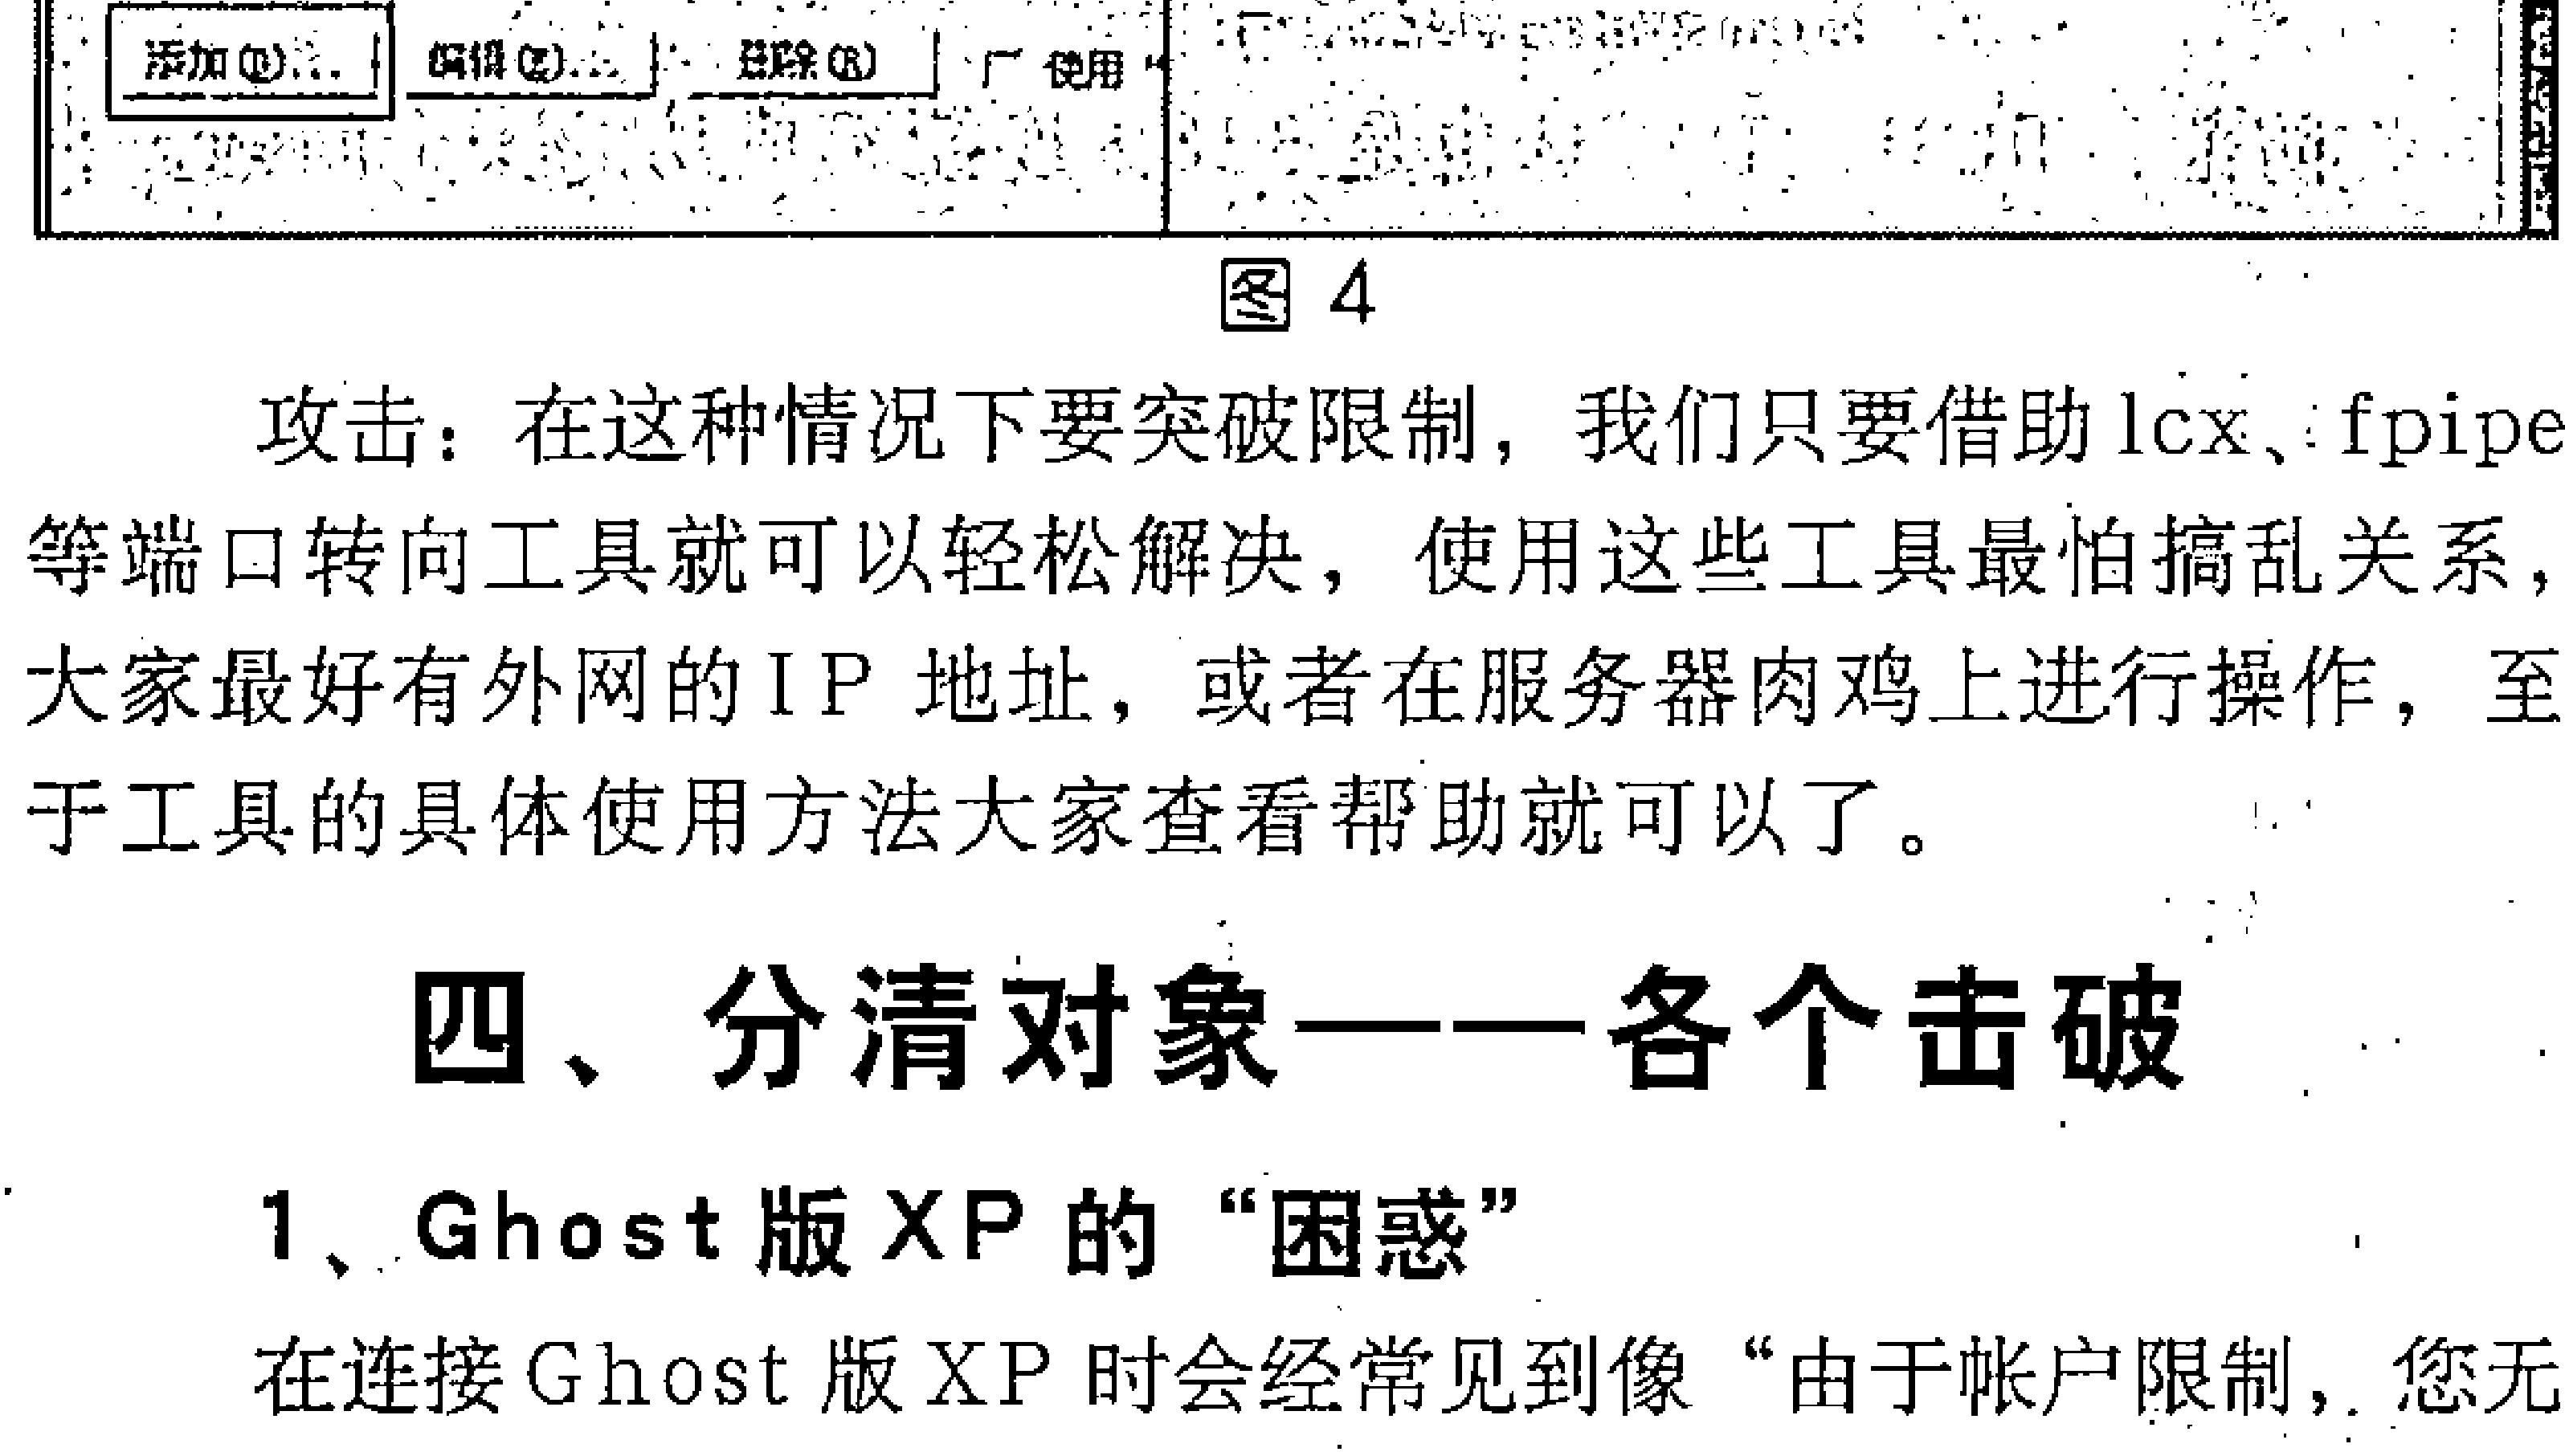 添加(D)... 编辑(E)... 删除(R) 使用
图 4
攻击：在这种情况下要突破限制，我们只要借助lcx、fpipe
等端口转向工具就可以轻松解决，使用这些工具最怕搞乱关系，
大家最好有外网的IP 地址，或者在服务器肉鸡上进行操作，至
于工具的具体使用方法大家查看帮助就可以了。
四、分清对象——各个击破
1、Ghost版XP的“困惑”
在连接Ghost版XP时会经常见到像“由于帐户限制，您无